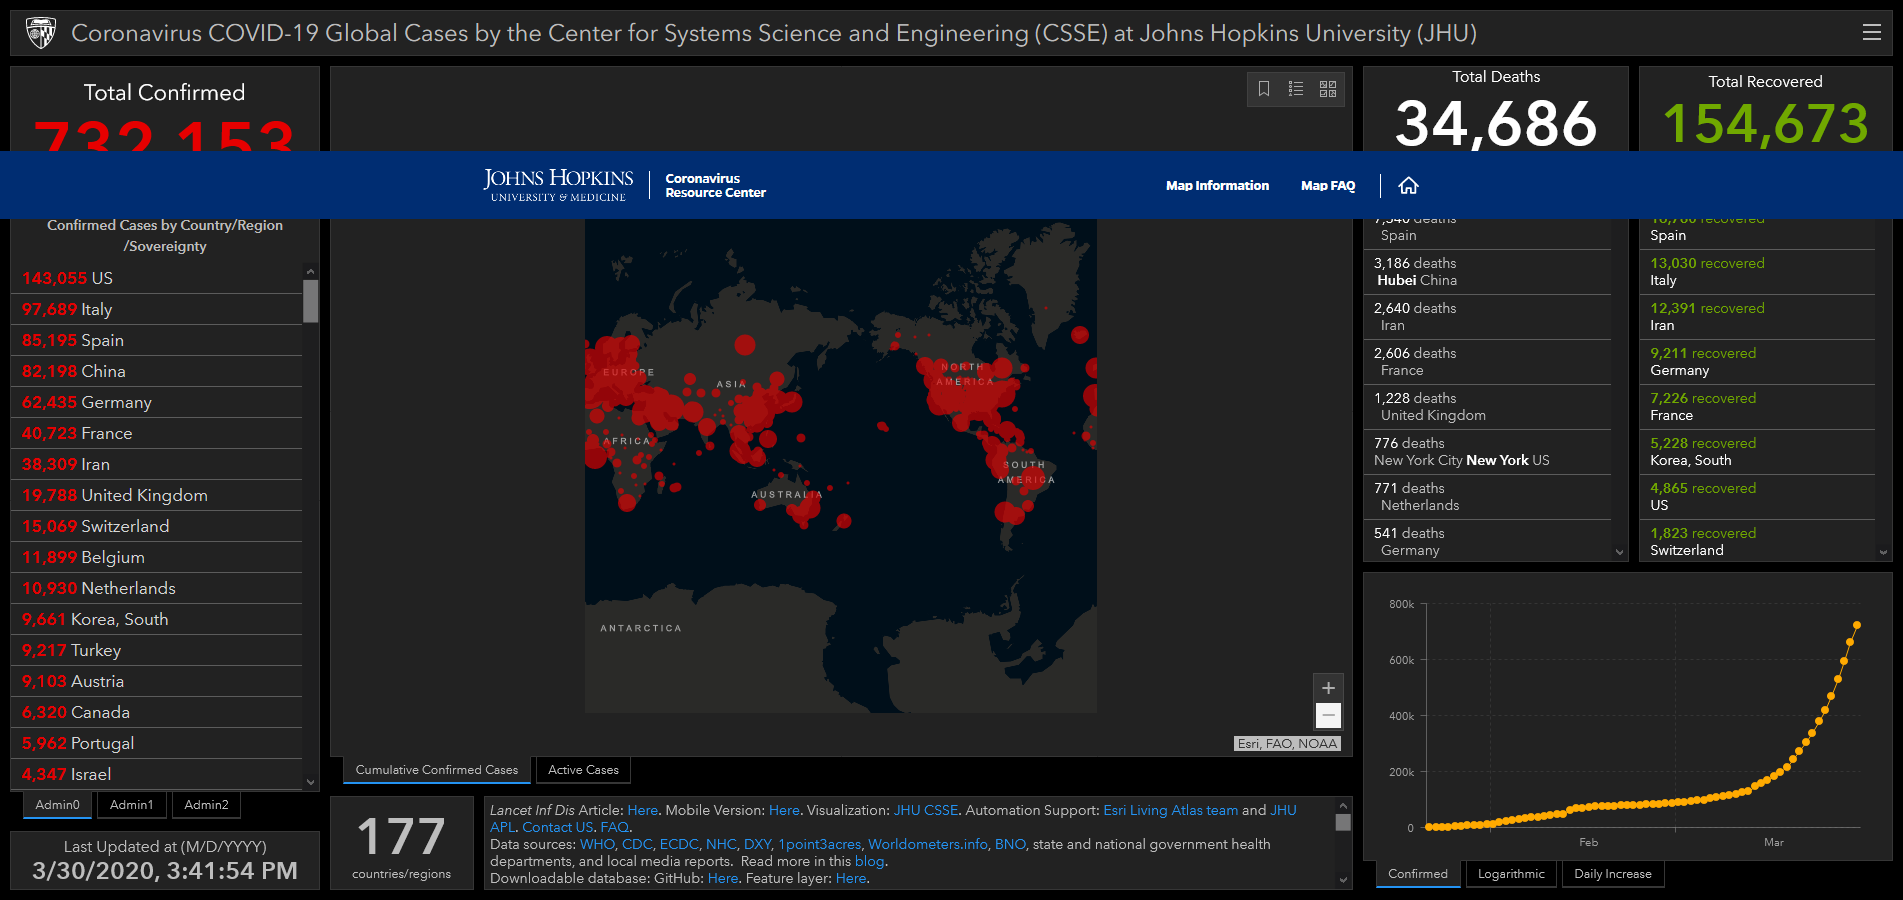 Coronavirus COVID-19 Global Cases by the Center for Systems Science and Engineering (CSSE) at Johns Hopkins University (JHU)
Total Confirmed
732,153
Total Deaths
34,686
Total Recovered
154,673
JOHNS HOPKINS
UNIVERSITY & MEDICINE
Coronavirus
Resource Center
Map Information
Map FAQ
Confirmed Cases by Country/Region
/Sovereignty
143,055 US
97,689 Italy
85,195 Spain
82,198 China
62,435 Germany
40,723 France
38,309 Iran
19,788 United Kingdom
15,069 Switzerland
11,899 Belgium
10,930 Netherlands
9,661 Korea, South
9,217 Turkey
9,103 Austria
6,320 Canada
5,962 Portugal
4,347 Israel
Admin0
Admin1
Admin2
Last Updated at (M/D/YYYY)
3/30/2020, 3:41:54 PM
EUROPE
ASIA
AFRICA
AUSTRALIA
NORTH
AMERICA
SOUTH
AMERICA
ANTARCTICA
Esri, FAO, NOAA
Cumulative Confirmed Cases
Active Cases
177
countries/regions
Lancet Inf Dis Article: Here. Mobile Version: Here. Visualization: JHU CSSE. Automation Support: Esri Living Atlas team and JHU
APL. Contact US. FAQ.
Data sources: WHO, CDC, ECDC, NHC, DXY, 1point3acres, Worldometers.info, BNO, state and national government health
departments, and local media reports. Read more in this blog.
Downloadable database: GitHub: Here. Feature layer: Here.
deaths
Spain
3,186 deaths
Hubei China
2,640 deaths
Iran
2,606 deaths
France
1,228 deaths
United Kingdom
776 deaths
New York City New York US
771 deaths
Netherlands
541 deaths
Germany
recovered
Spain
13,030 recovered
Italy
12,391 recovered
Iran
9,211 recovered
Germany
7,226 recovered
France
5,228 recovered
Korea, South
4,865 recovered
US
1,823 recovered
Switzerland
800k
600k
400k
200k
0
Feb
Mar
Confirmed
Logarithmic
Daily Increase